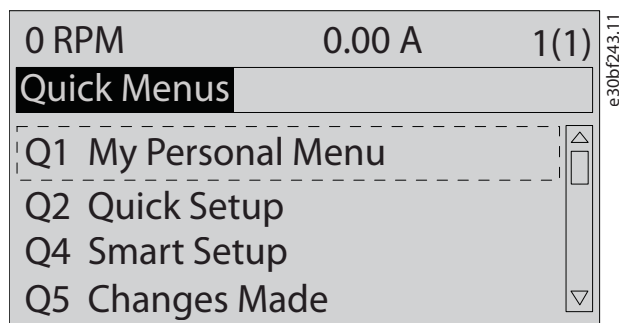 0 RPM 0.00 A 1(1)
Quick Menus
Q1 My Personal Menu
Q2 Quick Setup
Q4 Smart Setup
Q5 Changes Made
e30bf243.11